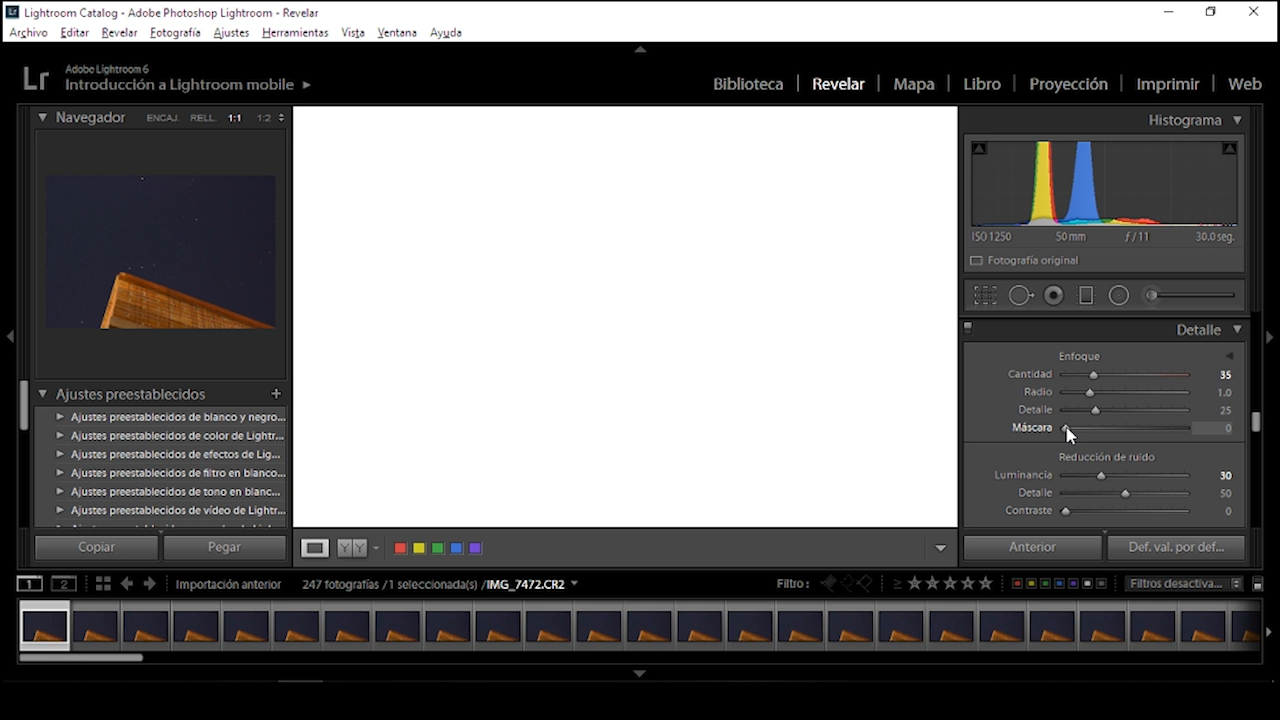 Lightroom Catalog - Adobe Photoshop Lightroom - Revelar
Archivo Editar Revelar Fotografía Ajustes Herramientas Vista Ventana Ayuda
Lr
Adobe Lightroom 6
Introducción a Lightroom mobile
Biblioteca | Revelar | Mapa | Libro | Proyección | Imprimir | Web
Navegador ENCAJ. RELL. 1:1 1:2
Histograma
ISO 1250 50 mm ƒ / 11 30.0 seg.
Fotografía original
Detalle
Enfoque
Cantidad 35
Radio 1.0
Detalle 25
Máscara 0
Reducción de ruido
Luminancia 30
Detalle 50
Contraste 0
Ajustes preestablecidos +
Ajustes preestablecidos de blanco y negro...
Ajustes preestablecidos de color de Lightr...
Ajustes preestablecidos de efectos de Lig...
Ajustes preestablecidos de filtro en blanco...
Ajustes preestablecidos de tono en blanc...
Ajustes preestablecidos de vídeo de Lightr...
Copiar Pegar
Y Y
Anterior Def. val. por def...
1 2 Importación anterior 247 fotografías / 1 seleccionada(s) / IMG_7472.CR2 Filtro : ≥ Filtros desactiva...